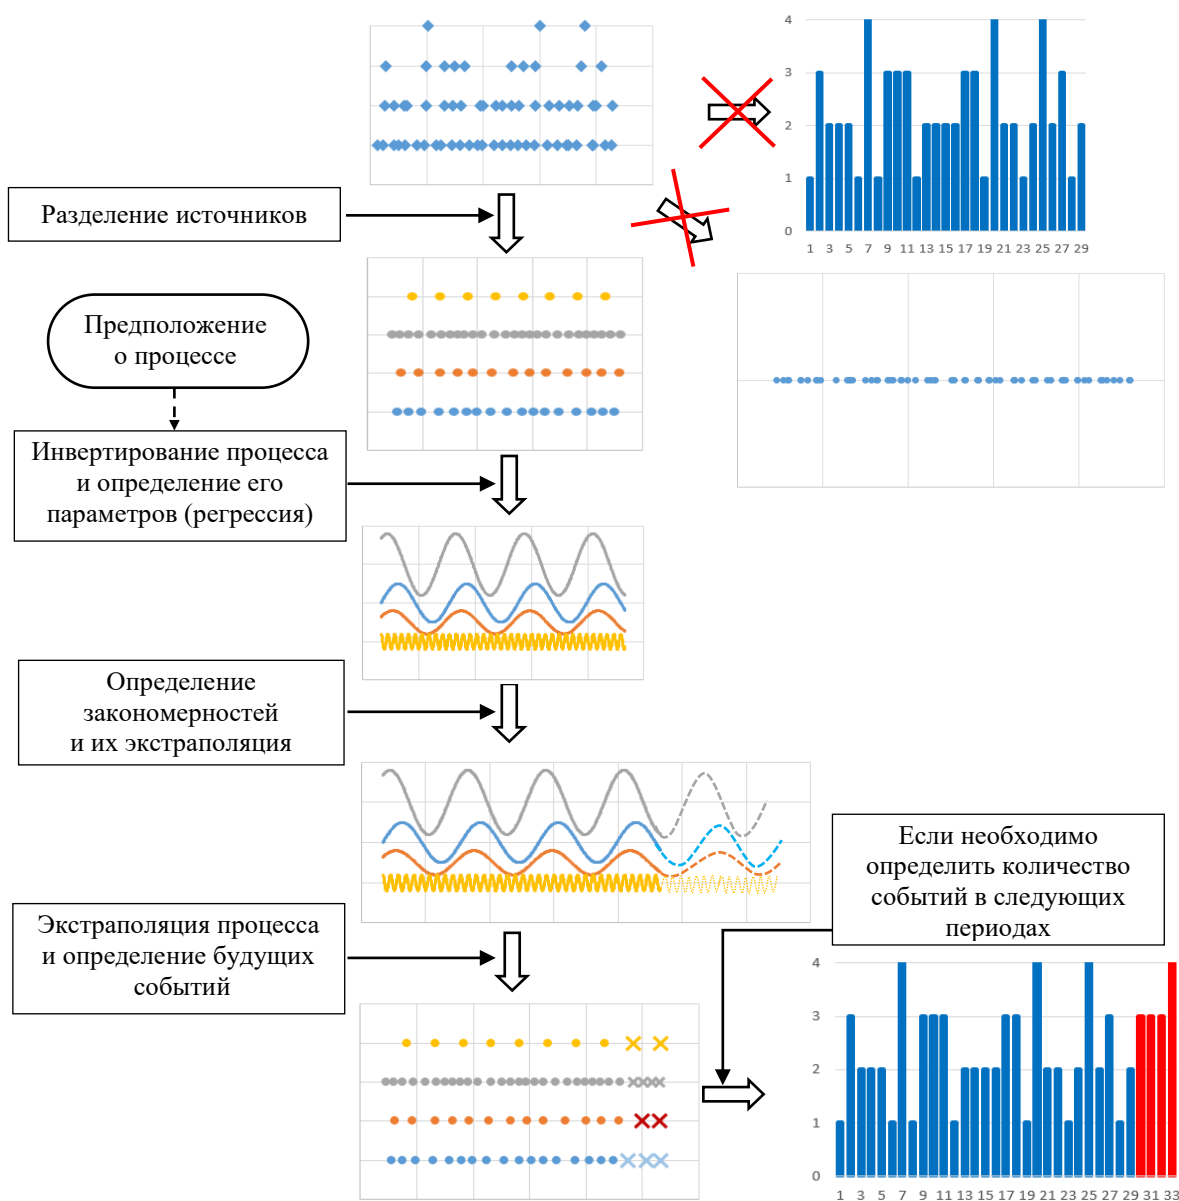 4
3
2
1
0
1 3 5 7 9 11 13 15 17 19 21 23 25 27 29
Разделение источников
Предположение
о процессе
Инвертирование процесса
и определение его
параметров (регрессия)
Определение
закономерностей
и их экстраполяция
Если необходимо
определить количество
событий в следующих
периодах
Экстраполяция процесса
и определение будущих
событий
4
3
2
1
0
1 3 5 7 9 11 13 15 17 19 21 23 25 27 29 31 33